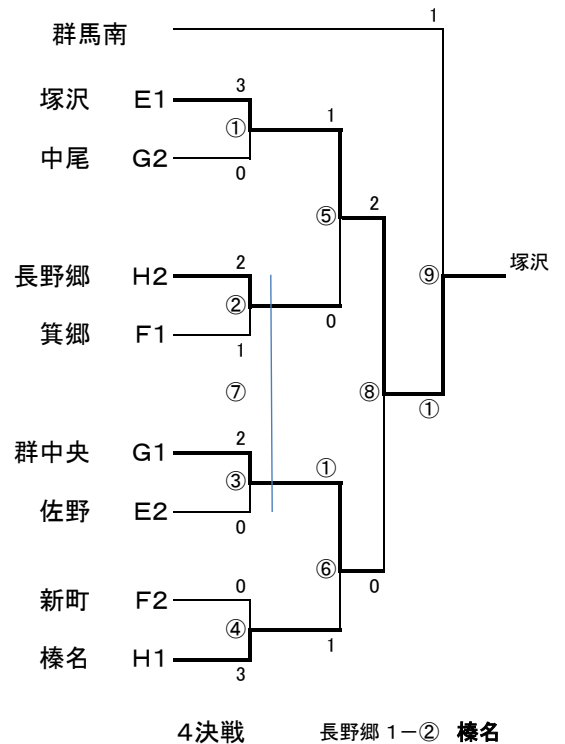 1
群馬南
3
塚沢 E1
1
①
中尾 G2
0
⑤ 2
2
長野郷 H2
⑨ 塚沢
②
0
箕郷 F1
1
⑦ ⑧
①
2
群中央 G1
①
③
佐野 E2
0
⑥
0
0
新町 F2
④
1
榛名 H1
3
4決戦 長野郷 1-② 榛名